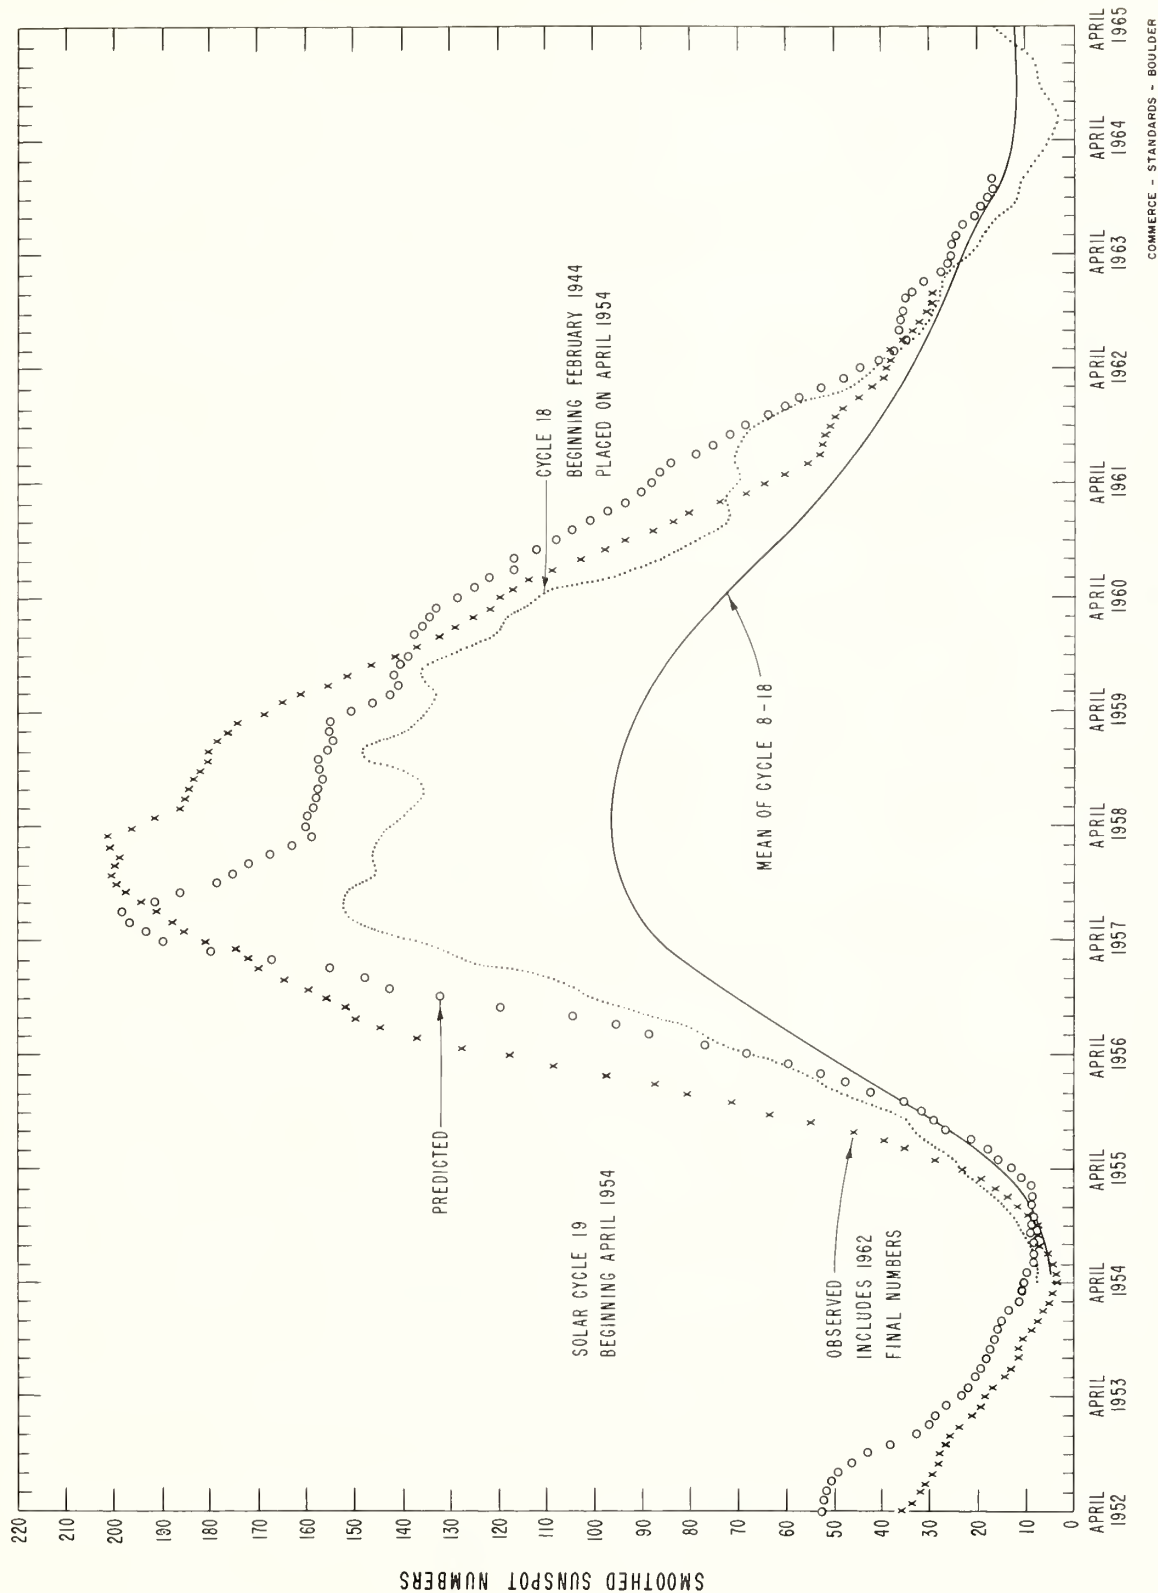 SMOOTHED SUNSPOT NUMBERS
220
210
200
190
180
170
160
150
140
130
120
110
100
90
80
70
60
50
40
30
20
10
0
PREDICTED
SOLAR CYCLE 19
BEGINNING APRIL 1954
OBSERVED
INCLUDES 1962
FINAL NUMBERS
CYCLE 18
BEGINNING FEBRUARY 1944
PLACED ON APRIL 1954
MEAN OF CYCLE 8-18
APRIL
1952
APRIL
1953
APRIL
1954
APRIL
1955
APRIL
1956
APRIL
1957
APRIL
1958
APRIL
1959
APRIL
1960
APRIL
1961
APRIL
1962
APRIL
1963
APRIL
1964
APRIL
1965
COMMERCE - STANDARDS - BOULDER